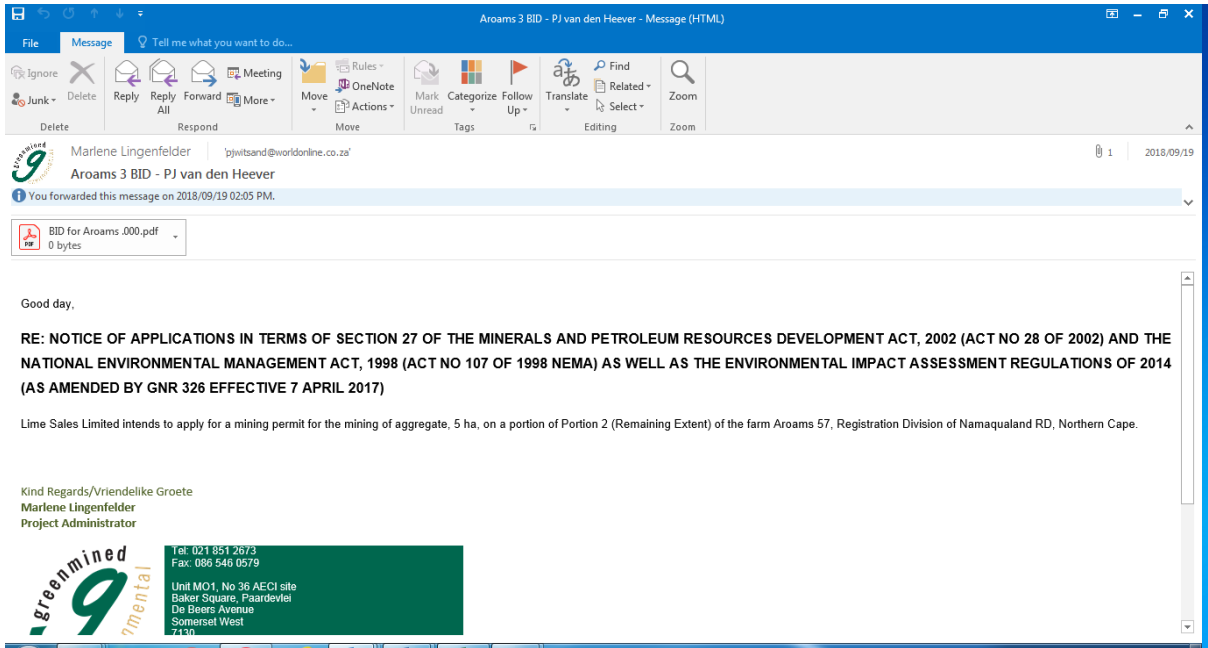 Aroams 3 BID - PJ van den Heever - Message (HTML)
File Message Tell me what you want to do...
Ignore
Junk
Delete
Reply
Reply All
Forward
Meeting
More
Move
Rules
OneNote
Actions
Mark Unread
Categorize
Follow Up
Translate
Find
Related
Select
Zoom
Delete Respond Move Tags Editing Zoom
Marlene Lingenfelder 'pjwitsand@worldonline.co.za' 1 2018/09/19
Aroams 3 BID - PJ van den Heever
You forwarded this message on 2018/09/19 02:05 PM.
BID for Aroams .000.pdf
PDF 0 bytes
Good day,
RE: NOTICE OF APPLICATIONS IN TERMS OF SECTION 27 OF THE MINERALS AND PETROLEUM RESOURCES DEVELOPMENT ACT, 2002 (ACT NO 28 OF 2002) AND THE
NATIONAL ENVIRONMENTAL MANAGEMENT ACT, 1998 (ACT NO 107 OF 1998 NEMA) AS WELL AS THE ENVIRONMENTAL IMPACT ASSESSMENT REGULATIONS OF 2014
(AS AMENDED BY GNR 326 EFFECTIVE 7 APRIL 2017)
Lime Sales Limited intends to apply for a mining permit for the mining of aggregate, 5 ha, on a portion of Portion 2 (Remaining Extent) of the farm Aroams 57, Registration Division of Namaqualand RD, Northern Cape.
Kind Regards/Vriendelike Groete
Marlene Lingenfelder
Project Administrator
greenmined
Tel: 021 851 2673
Fax: 086 546 0579
Unit MO1, No 36 AECI site
Baker Square, Paardevlei
De Beers Avenue
Somerset West
7130